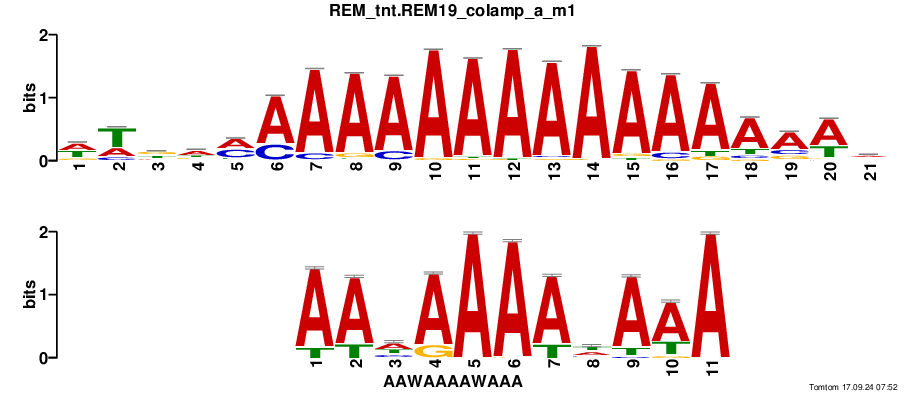 REM_tnt.REM19_colamp_a_m1
2
1
0
bits
1 2 3 4 5 6 7 8 9 10 11 12 13 14 15 16 17 18 19 20 21
2
1
0
bits
1 2 3 4 5 6 7 8 9 10 11
AAWAAAAWAAA
Tomtom 17.09.24 07:52